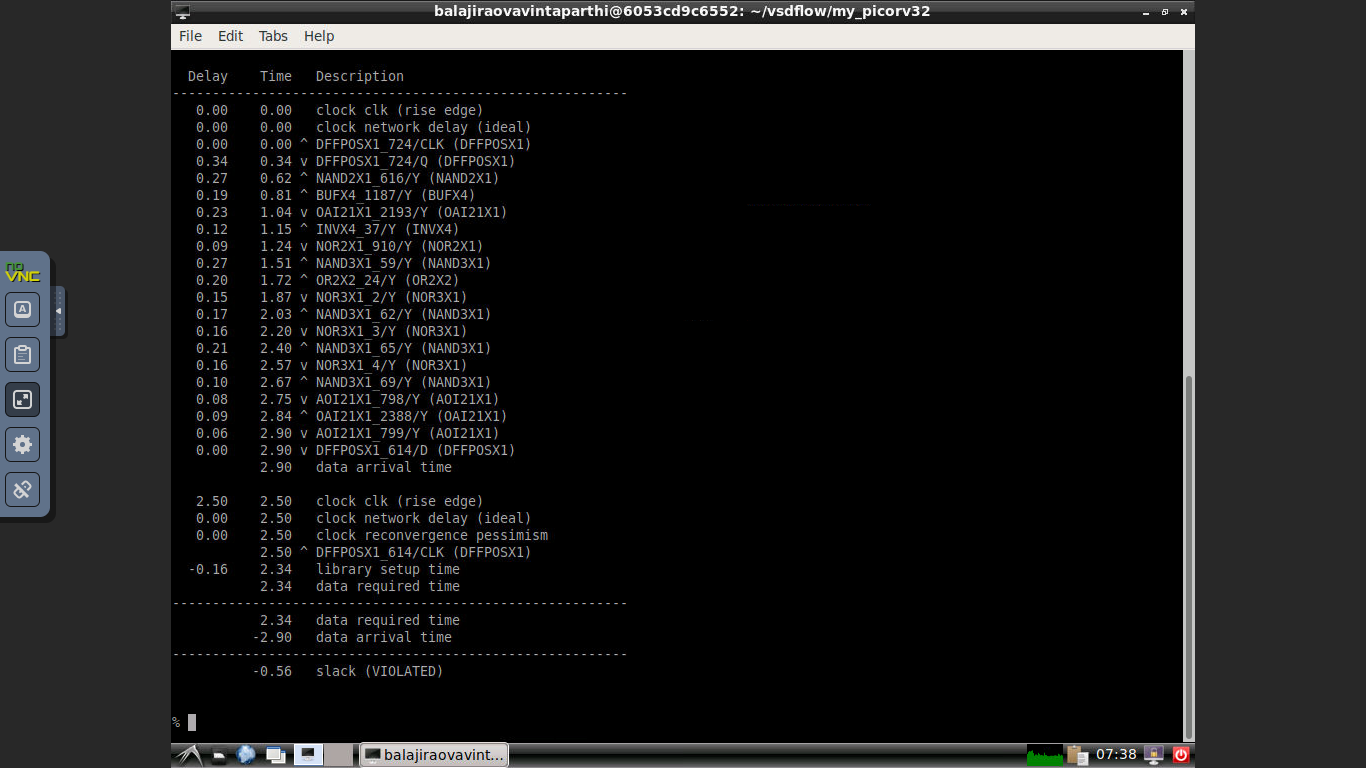 balajiraovavintaparthi@6053cd9c6552: ~/vsdflow/my_picorv32
File Edit Tabs Help
Delay Time Description
---------------------------------------------------------
0.00 0.00 clock clk (rise edge)
0.00 0.00 clock network delay (ideal)
0.00 0.00 ^ DFFPOSX1_724/CLK (DFFPOSX1)
0.34 0.34 v DFFPOSX1_724/Q (DFFPOSX1)
0.27 0.62 ^ NAND2X1_616/Y (NAND2X1)
0.19 0.81 ^ BUFX4_1187/Y (BUFX4)
0.23 1.04 v OAI21X1_2193/Y (OAI21X1)
0.12 1.15 ^ INVX4_37/Y (INVX4)
0.09 1.24 v NOR2X1_910/Y (NOR2X1)
0.27 1.51 ^ NAND3X1_59/Y (NAND3X1)
0.20 1.72 ^ OR2X2_24/Y (OR2X2)
0.15 1.87 v NOR3X1_2/Y (NOR3X1)
0.17 2.03 ^ NAND3X1_62/Y (NAND3X1)
0.16 2.20 v NOR3X1_3/Y (NOR3X1)
0.21 2.40 ^ NAND3X1_65/Y (NAND3X1)
0.16 2.57 v NOR3X1_4/Y (NOR3X1)
0.10 2.67 ^ NAND3X1_69/Y (NAND3X1)
0.08 2.75 v AOI21X1_798/Y (AOI21X1)
0.09 2.84 ^ OAI21X1_2388/Y (OAI21X1)
0.06 2.90 v AOI21X1_799/Y (AOI21X1)
0.00 2.90 v DFFPOSX1_614/D (DFFPOSX1)
2.90 data arrival time
2.50 2.50 clock clk (rise edge)
0.00 2.50 clock network delay (ideal)
0.00 2.50 clock reconvergence pessimism
2.50 ^ DFFPOSX1_614/CLK (DFFPOSX1)
-0.16 2.34 library setup time
2.34 data required time
---------------------------------------------------------
2.34 data required time
-2.90 data arrival time
---------------------------------------------------------
-0.56 slack (VIOLATED)
%
no
VNC
A
balajiraovavint...
07:38